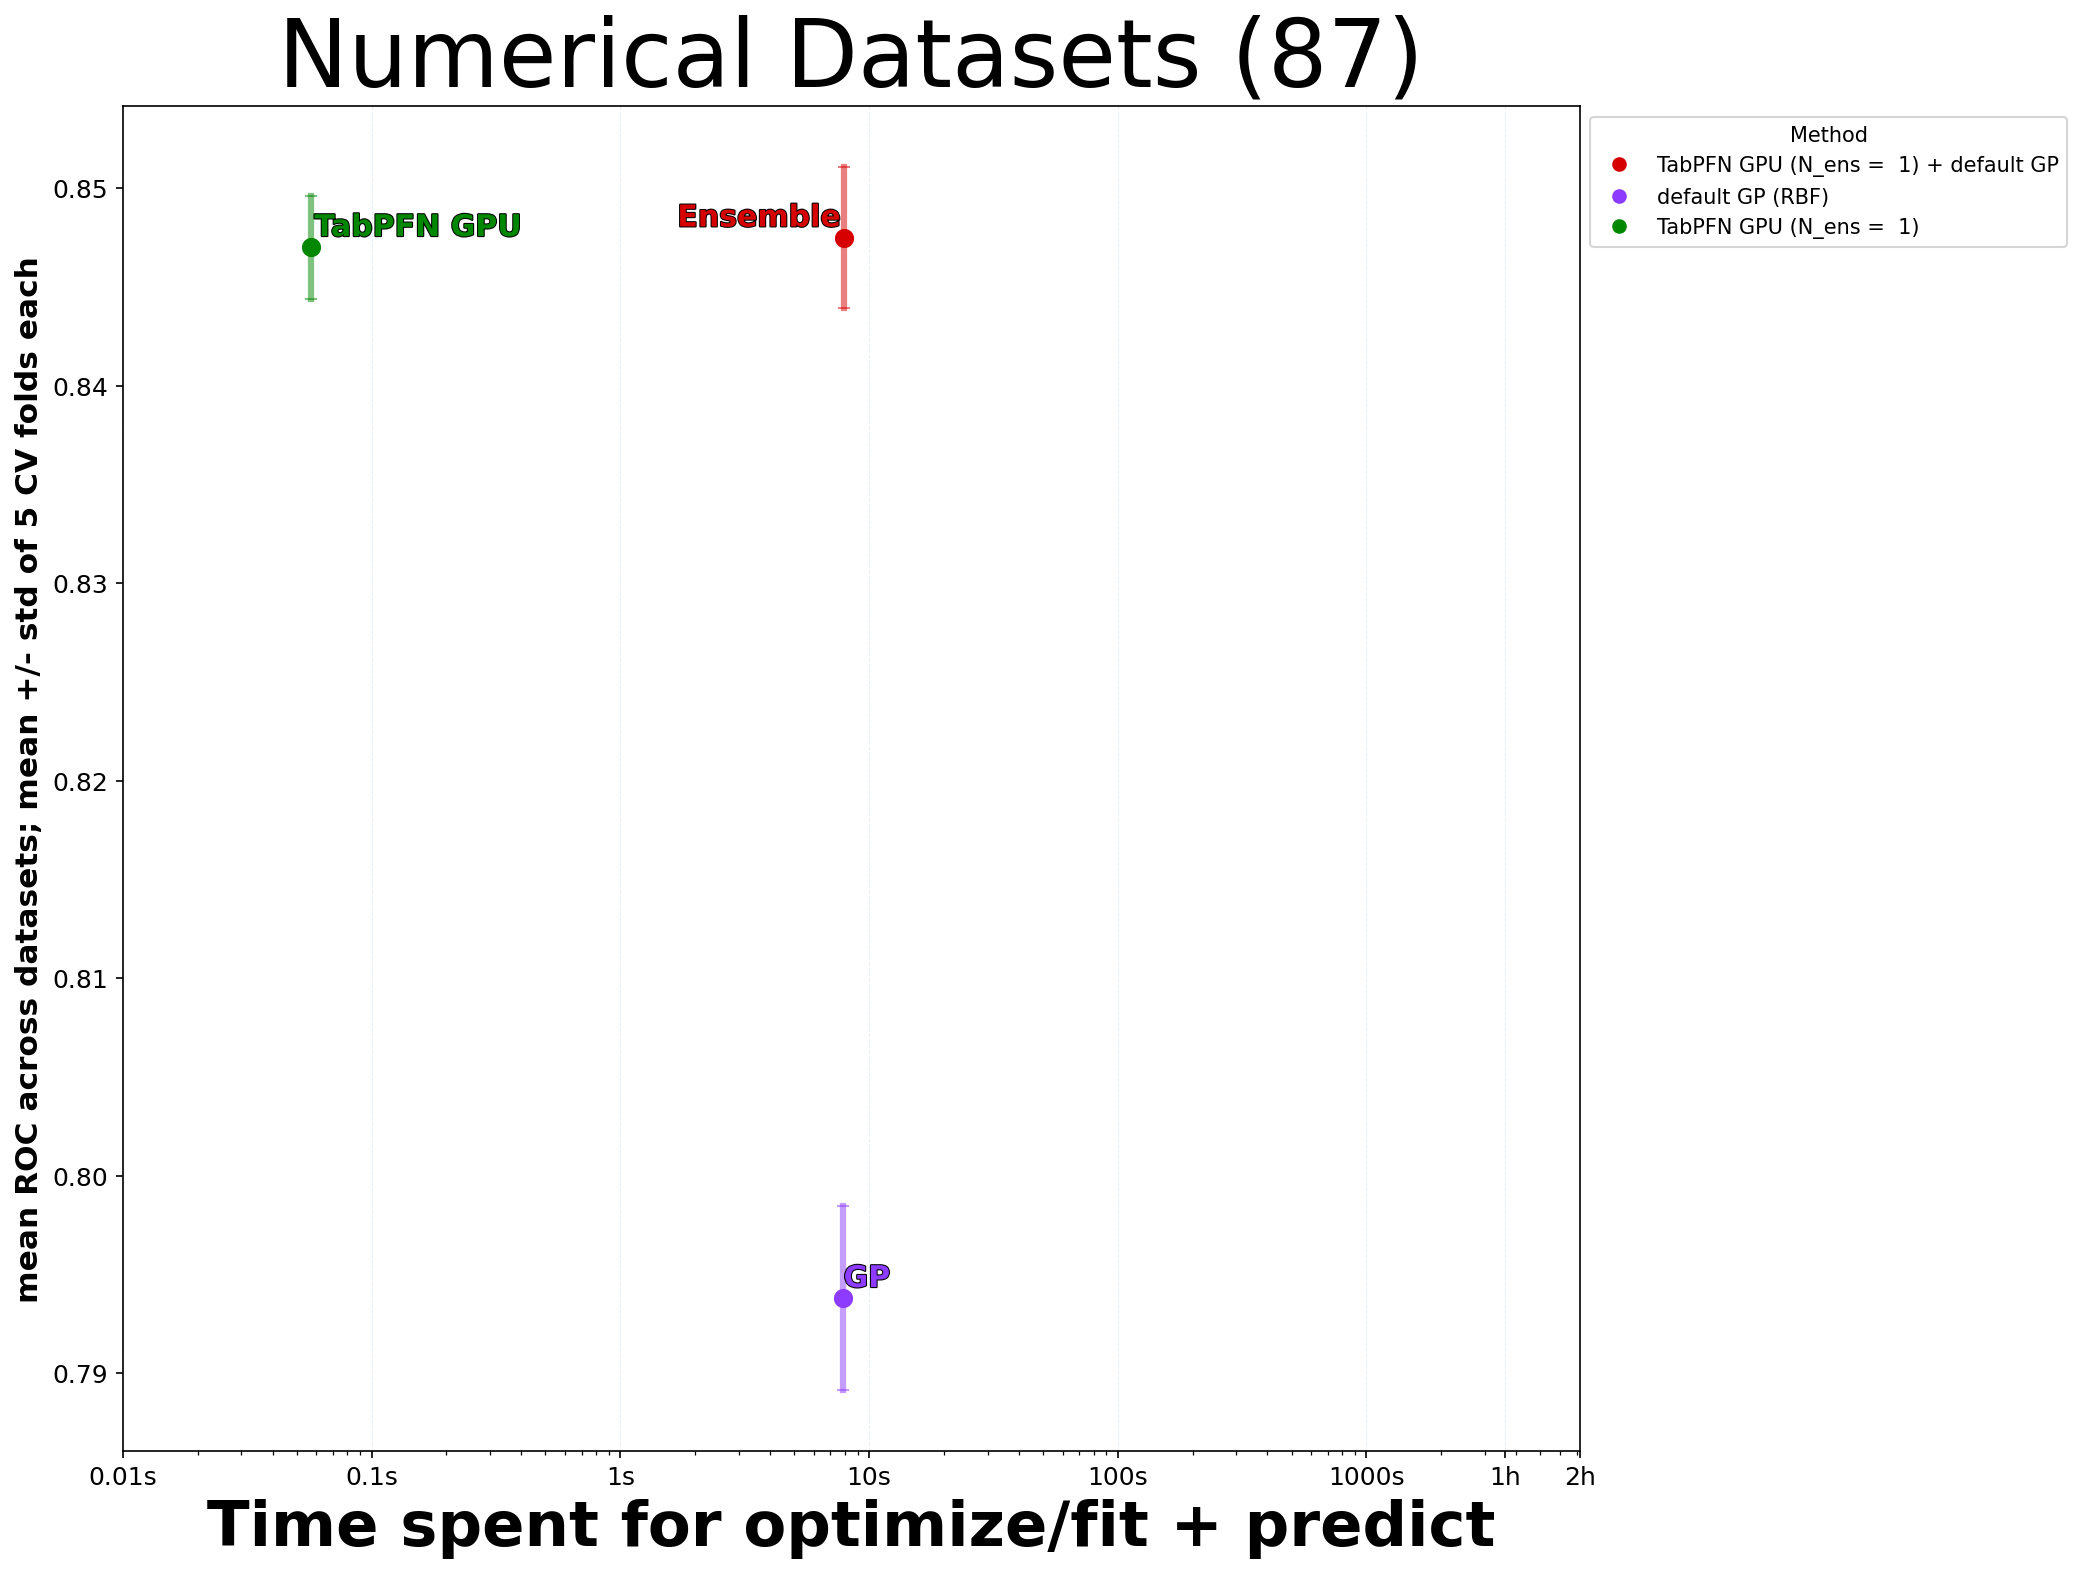 Numerical Datasets (87)
mean ROC across datasets; mean +/- std of 5 CV folds each
0.85
0.84
0.83
0.82
0.81
0.80
0.79
TabPFN GPU
Ensemble
GP
0.01s
0.1s
1s
10s
100s
1000s
1h
2h
Time spent for optimize/fit + predict
Method
TabPFN GPU (N_ens =  1) + default GP
default GP (RBF)
TabPFN GPU (N_ens =  1)